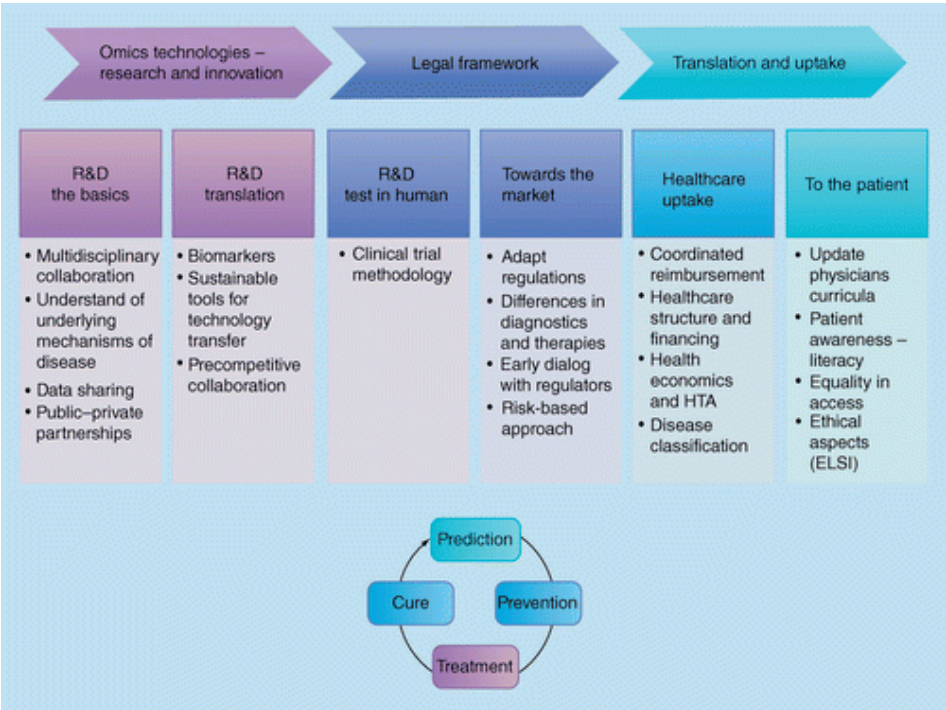 Omics technologies –
research and innovation
Legal framework
Translation and uptake
R&D
the basics
R&D
translation
R&D
test in human
Towards the
market
Healthcare
uptake
To the patient
• Multidisciplinary
collaboration
• Understand of
underlying
mechanisms of
disease
• Data sharing
• Public–private
partnerships
• Biomarkers
• Sustainable
tools for
technology
transfer
• Precompetitive
collaboration
• Clinical trial
methodology
• Adapt
regulations
• Differences in
diagnostics
and therapies
• Early dialog
with regulators
• Risk-based
approach
• Coordinated
reimbursement
• Healthcare
structure and
financing
• Health
economics
and HTA
• Disease
classification
• Update
physicians
curricula
• Patient
awareness –
literacy
• Equality in
access
• Ethical
aspects
(ELSI)
Prediction
Cure
Prevention
Treatment